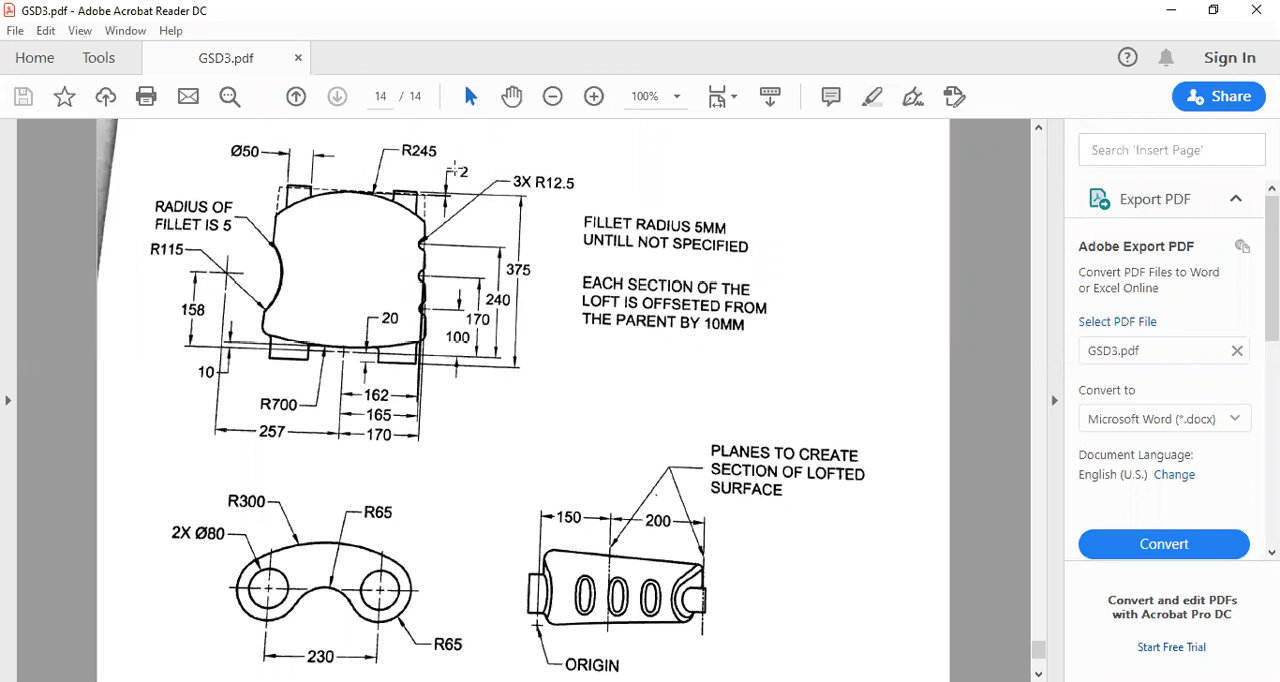 GSD3.pdf - Adobe Acrobat Reader DC
File Edit View Window Help
Home Tools GSD3.pdf × Sign In
14 / 14 100% Share
Ø50
R245
2
3X R12.5
RADIUS OF
FILLET IS 5
R115
158
10
20
375
240
170
100
R700
162
165
257
170
FILLET RADIUS 5MM
UNTILL NOT SPECIFIED
EACH SECTION OF THE
LOFT IS OFFSETED FROM
THE PARENT BY 10MM
R300
R65
2X Ø80
R65
230
PLANES TO CREATE
SECTION OF LOFTED
SURFACE
150
200
ORIGIN
Search 'Insert Page'
Export PDF
Adobe Export PDF
Convert PDF Files to Word
or Excel Online
Select PDF File
GSD3.pdf
Convert to
Microsoft Word (*.docx)
Document Language:
English (U.S.) Change
Convert
Convert and edit PDFs
with Acrobat Pro DC
Start Free Trial